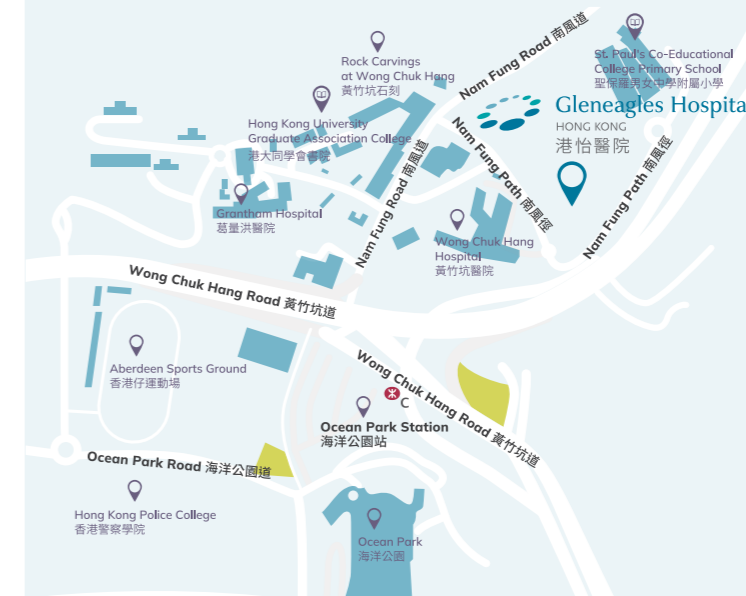 Rock Carvings
at Wong Chuk Hang
黃竹坑石刻
Nam Fung Road 南風道
St. Paul's Co-Educational
College Primary School
聖保羅男女中學附屬小學
Gleneagles Hospita
HONG KONG
港怡醫院
Hong Kong University
Graduate Association College
港大同學會書院
Nam Fung Path 南風徑
Nam Fung Road 南風道
Nam Fung Path 南風徑
Grantham Hospital
葛量洪醫院
Wong Chuk Hang
Hospital
黃竹坑醫院
Wong Chuk Hang Road 黃竹坑道
Aberdeen Sports Ground
香港仔運動場
Wong Chuk Hang Road 黃竹坑道
C
Ocean Park Station
海洋公園站
Ocean Park Road 海洋公園道
Hong Kong Police College
香港警察學院
Ocean Park
海洋公園